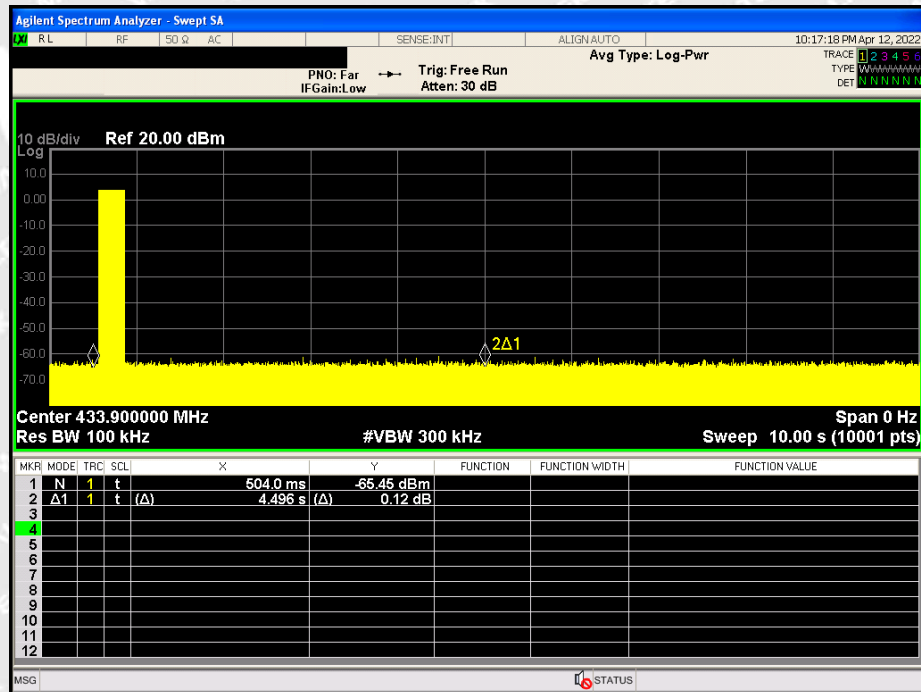 Agilent Spectrum Analyzer - Swept SA
LXI RL RF 50 Ω AC SENSE:INT ALIGN AUTO 10:17:18 PM Apr 12, 2022
Avg Type: Log-Pwr TRACE 1 2 3 4 5 6
PNO: Far Trig: Free Run TYPE WWWWWW
IFGain:Low Atten: 30 dB DET N N N N N N
10 dB/div Ref 20.00 dBm
Log
10.0
0.00
-10.0
-20.0
-30.0
-40.0
-50.0
-60.0
2Δ1
-70.0
Center 433.900000 MHz Span 0 Hz
Res BW 100 kHz #VBW 300 kHz Sweep 10.00 s (10001 pts)
MKR MODE TRC SCL X Y FUNCTION FUNCTION WIDTH FUNCTION VALUE
1 N 1 t 504.0 ms -65.45 dBm
2 Δ1 1 t (Δ) 4.496 s (Δ) 0.12 dB
3
4
5
6
7
8
9
10
11
12
MSG STATUS